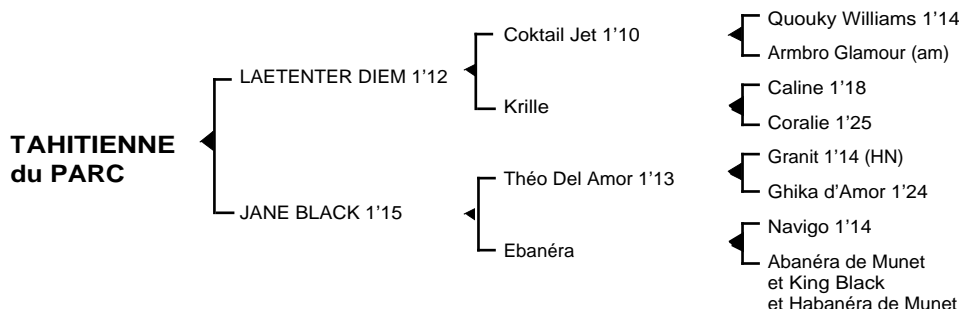 Quouky Williams 1'14
Coktail Jet 1'10
Armbro Glamour (am)
LAETENTER DIEM 1'12
Caline 1'18
Krille
Coralie 1'25
TAHITIENNE
du PARC
Granit 1'14 (HN)
Théo Del Amor 1'13
Ghika d'Amor 1'24
JANE BLACK 1'15
Navigo 1'14
Ebanéra
Abanéra de Munet
et King Black
et Habanéra de Munet